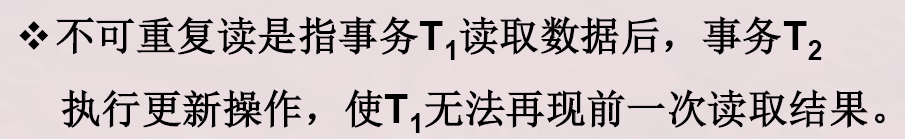 ❖不可重复读是指事务T₁读取数据后，事务T₂
执行更新操作，使T₁无法再现前一次读取结果。